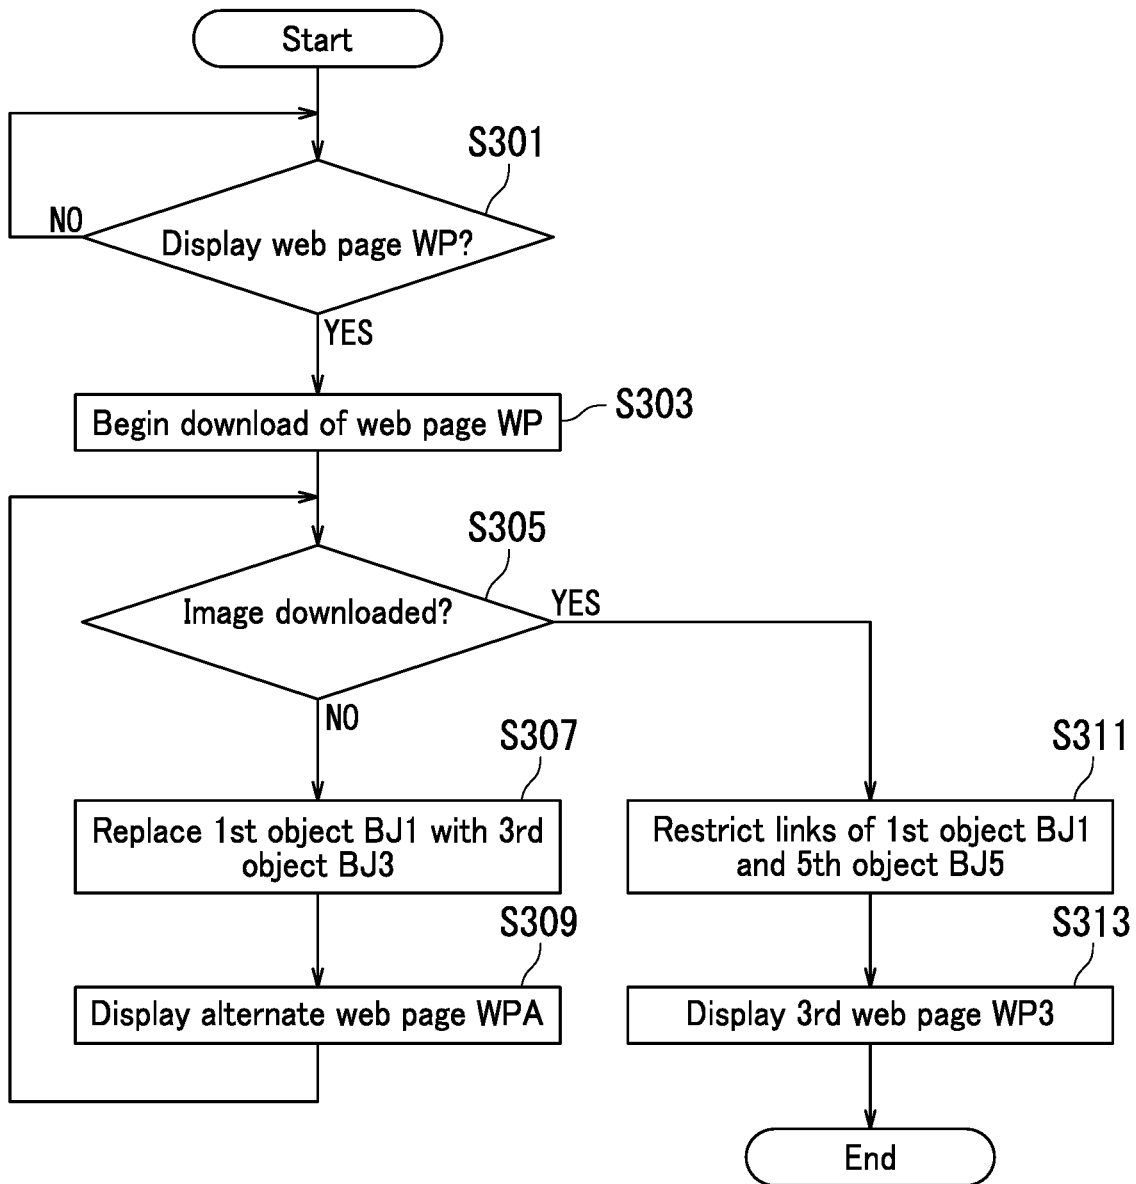 Start
S301
NO
Display web page WP?
YES
S303
Begin download of web page WP
S305
Image downloaded?
YES
NO
S307
Replace 1st object BJ1 with 3rd
object BJ3
S311
Restrict links of 1st object BJ1
and 5th object BJ5
S309
Display alternate web page WPA
S313
Display 3rd web page WP3
End